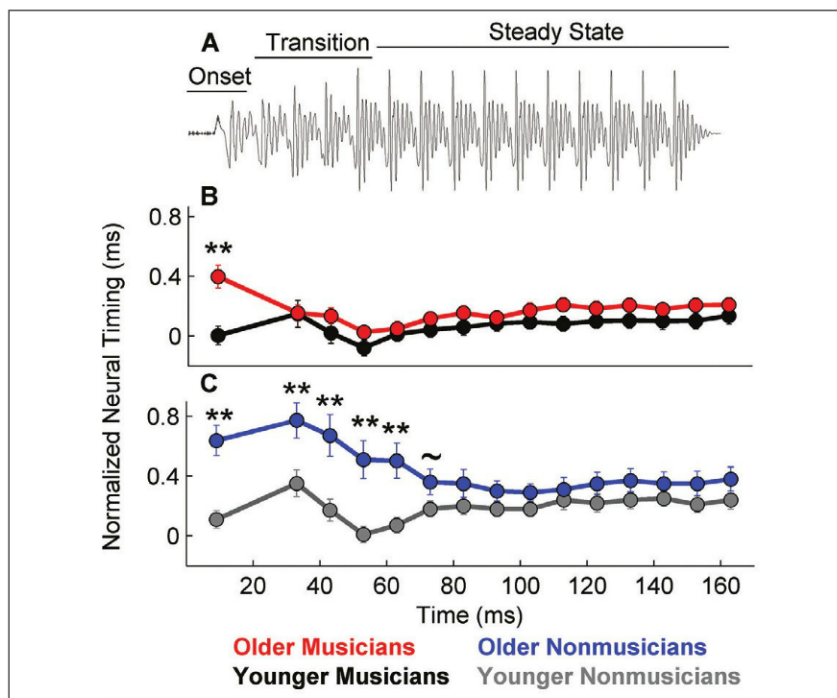 A
Onset
Transition
Steady State
B
Normalized Neural Timing (ms)
0.8
**
0.4
0
C
0.8
**
**
**
**
**
~
0.4
0
20 40 60 80 100 120 140 160
Time (ms)
Older Musicians Older Nonmusicians
Younger Musicians Younger Nonmusicians